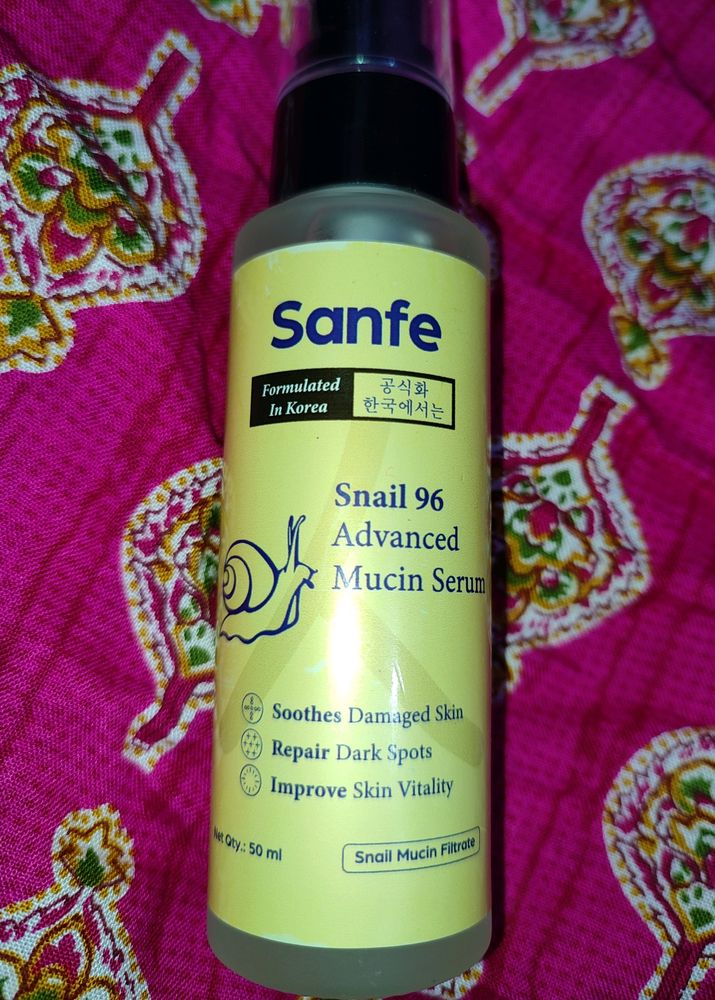 Sanfe
Formulated
In Korea
공식화
한국에서는
Snail 96
Advanced
Mucin Serum
Soothes Damaged Skin
Repair Dark Spots
Improve Skin Vitality
Net Qty.: 50 ml
Snail Mucin Filtrate